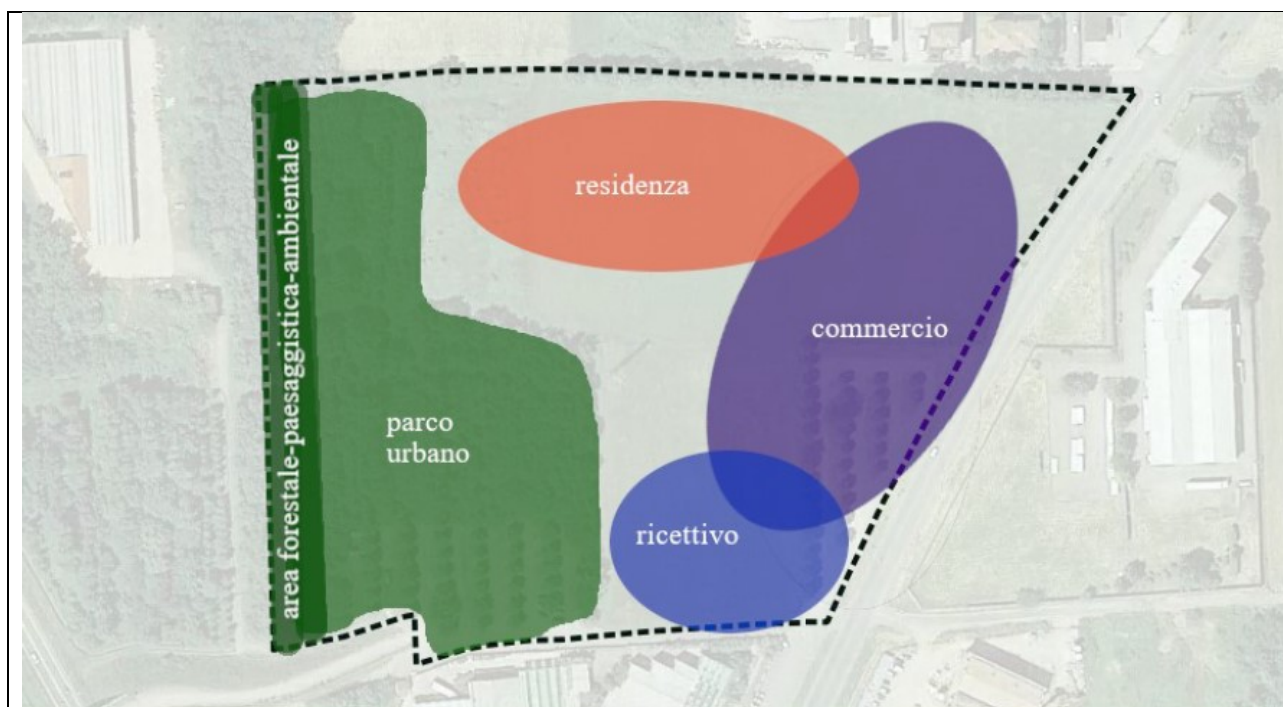 area forestale-paesaggistica-ambientale
residenza
commercio
parco
urbano
ricettivo